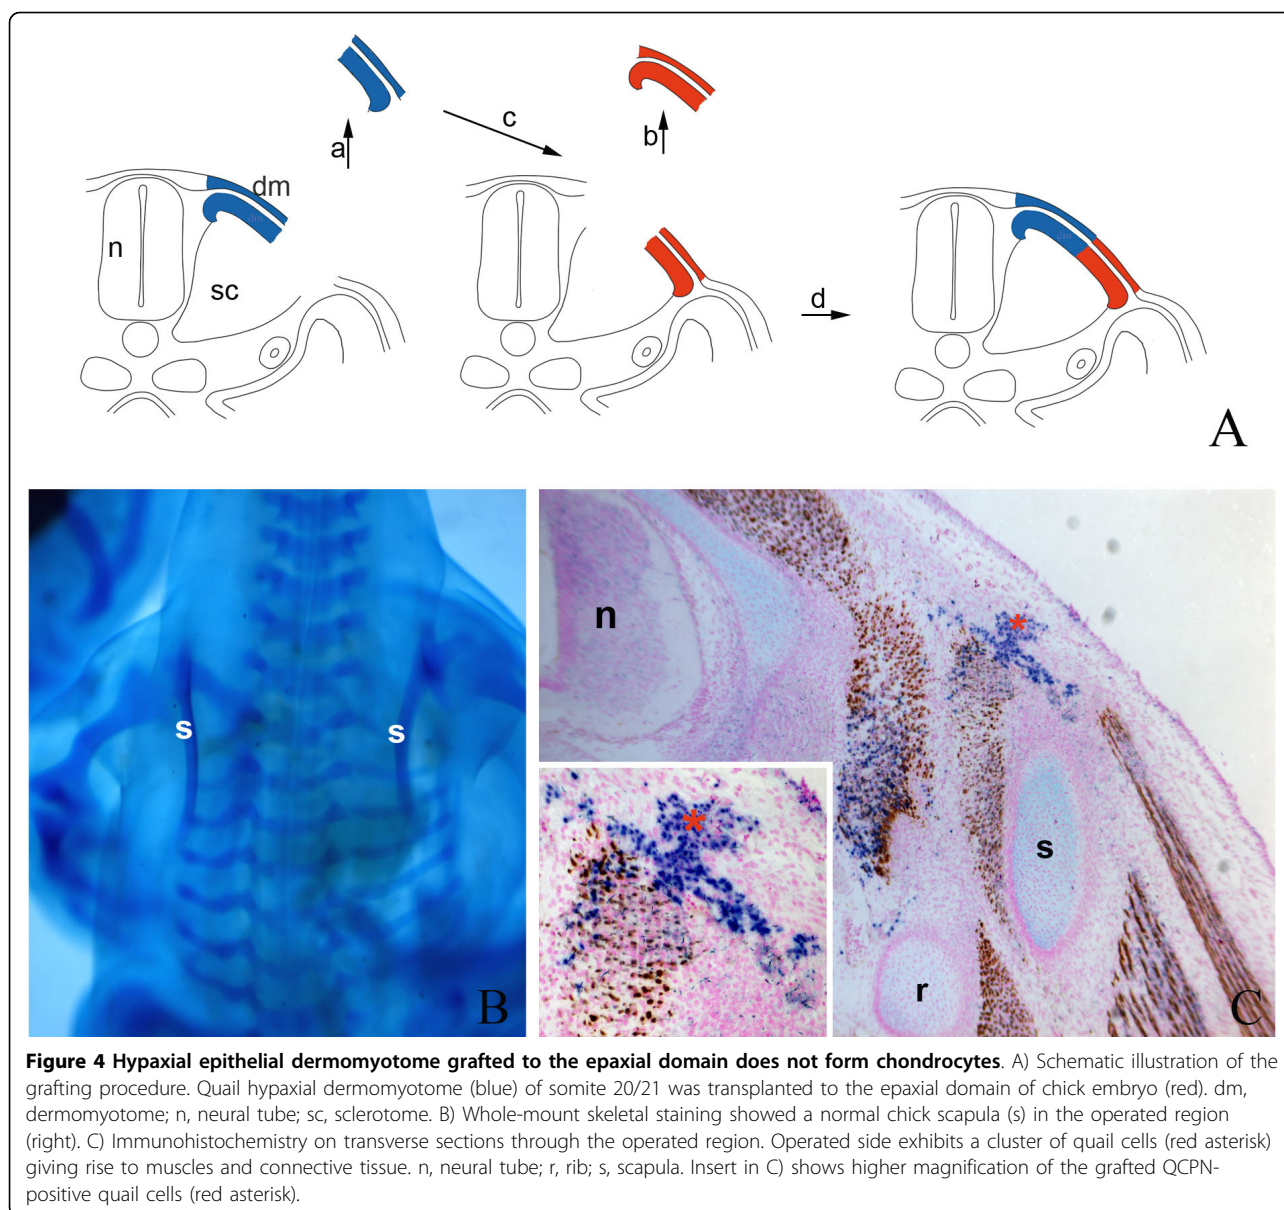 c
b
a
dm
dm
n
sc
d
dm
A
s
s
B
n
*
*
s
r
C
Figure 4 Hypaxial epithelial dermomyotome grafted to the epaxial domain does not form chondrocytes. A) Schematic illustration of the
grafting procedure. Quail hypaxial dermomyotome (blue) of somite 20/21 was transplanted to the epaxial domain of chick embryo (red). dm,
dermomyotome; n, neural tube; sc, sclerotome. B) Whole-mount skeletal staining showed a normal chick scapula (s) in the operated region
(right). C) Immunohistochemistry on transverse sections through the operated region. Operated side exhibits a cluster of quail cells (red asterisk)
giving rise to muscles and connective tissue. n, neural tube; r, rib; s, scapula. Insert in C) shows higher magnification of the grafted QCPN-
positive quail cells (red asterisk).